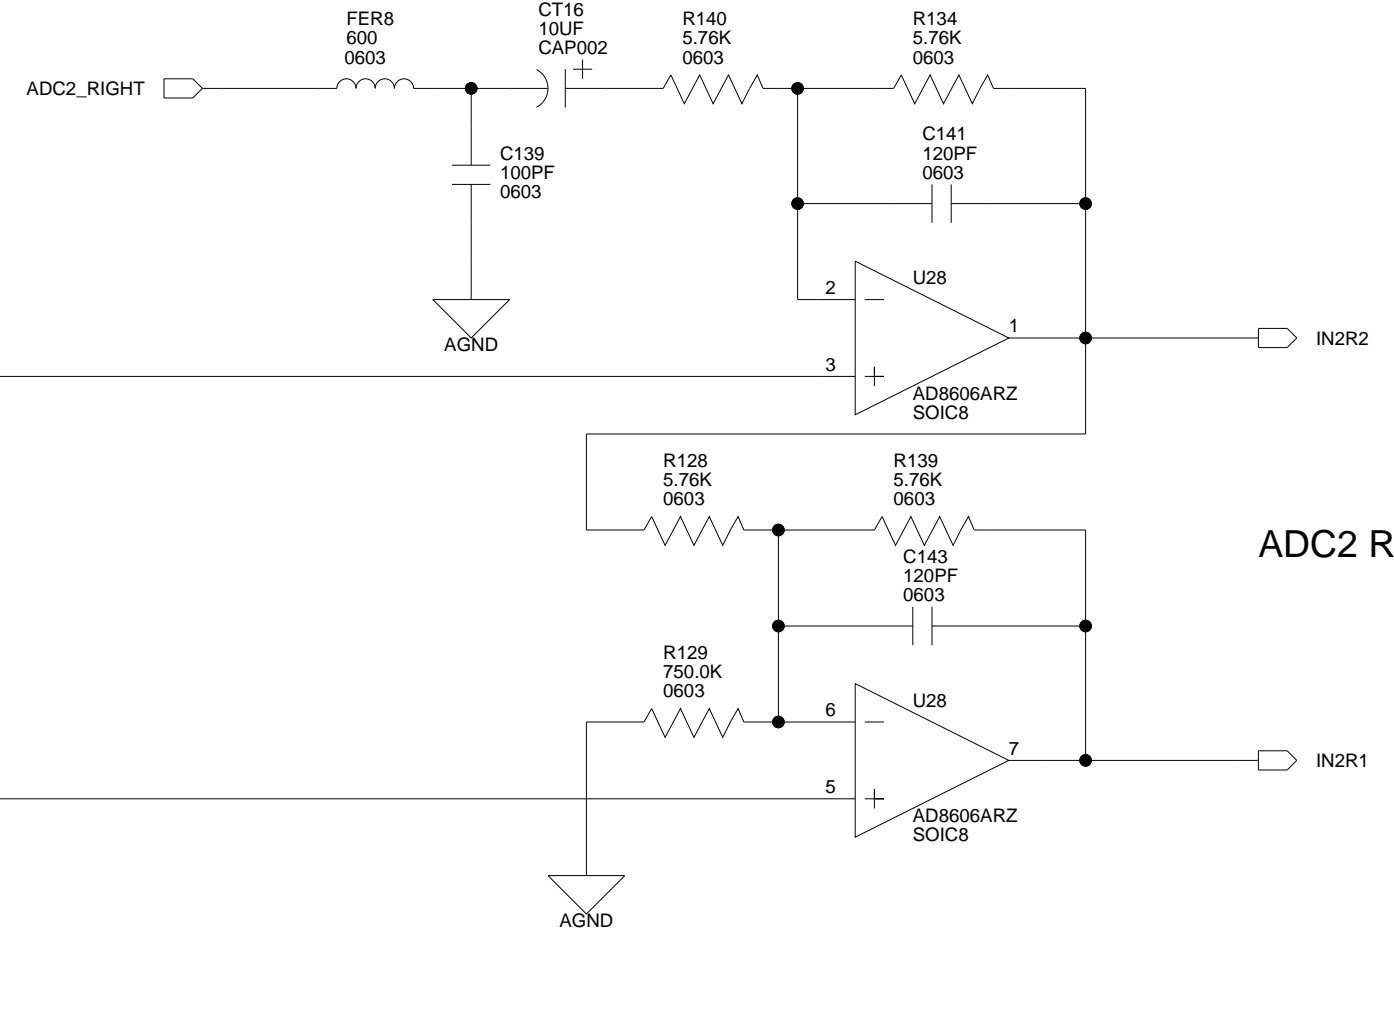 FER8
600
0603
CT16
10UF
CAP002
R140
5.76K
0603
R134
5.76K
0603
ADC2_RIGHT
C139
100PF
0603
C141
120PF
0603
AGND
2
3
U28
1
AD8606ARZ
SOIC8
IN2R2
R128
5.76K
0603
R139
5.76K
0603
C143
120PF
0603
ADC2 R
R129
750.0K
0603
6
5
U28
7
AD8606ARZ
SOIC8
IN2R1
AGND